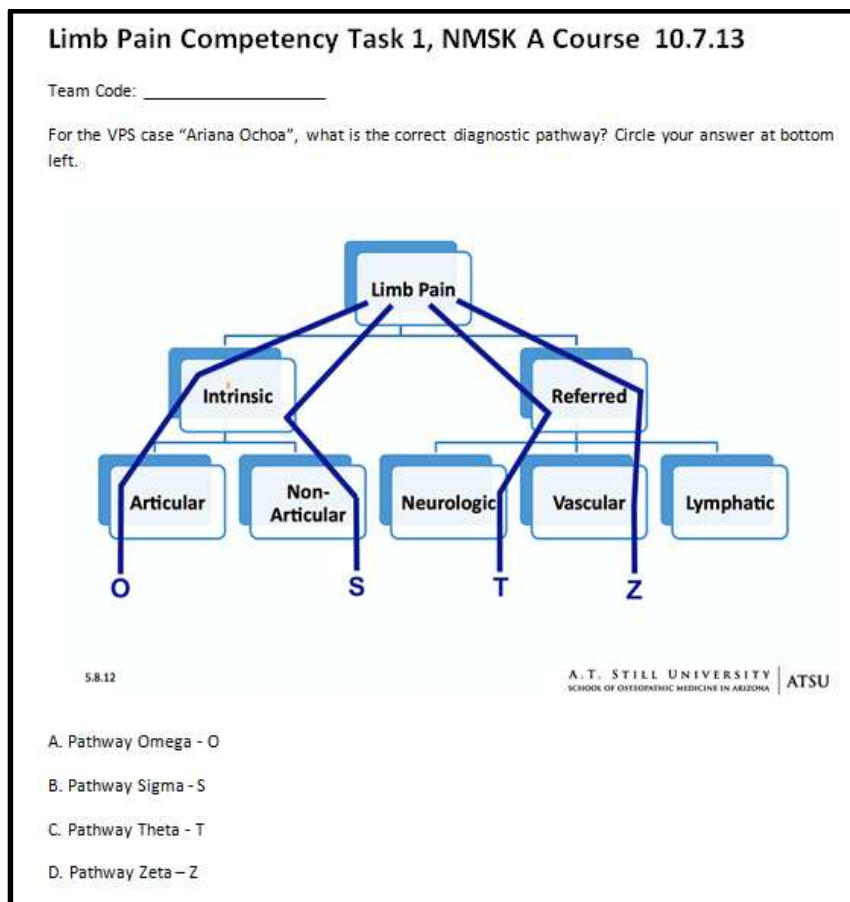 Limb Pain Competency Task 1, NMSK A Course  10.7.13
Team Code: ____________________
For the VPS case “Ariana Ochoa”, what is the correct diagnostic pathway? Circle your answer at bottom
left.
Limb Pain
Intrinsic
Referred
Articular
Non-
Articular
Neurologic
Vascular
Lymphatic
O
S
T
Z
5.8.12
A.T. STILL UNIVERSITY
SCHOOL OF OSTEOPATHIC MEDICINE IN ARIZONA
ATSU
A. Pathway Omega - O
B. Pathway Sigma - S
C. Pathway Theta - T
D. Pathway Zeta – Z